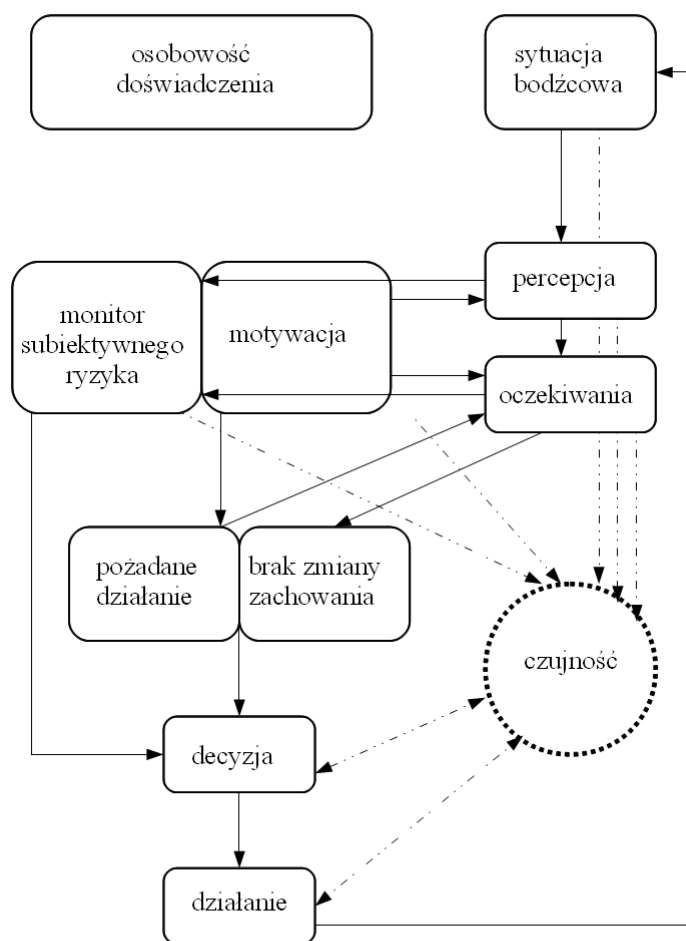 osobowość
doświadczenia
sytuacja
bodźcowa
percepcja
monitor
subiektywnego
ryzyka
motywacja
oczekiwania
pożądane
działanie
brak zmiany
zachowania
czujność
decyzja
działanie